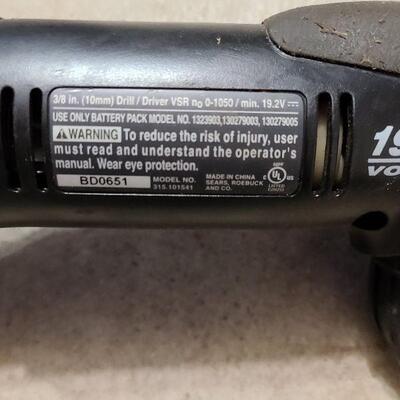 3/8 in. (10mm) Drill / Driver VSR n₀ 0-1050 / min. 19.2V ⎓
USE ONLY BATTERY PACK MODEL NO. 1323903,130279003, 130279005
⚠WARNING To reduce the risk of injury, user
must read and understand the operator's
manual. Wear eye protection.
BD0651
MODEL NO.
315.101541
MADE IN CHINA
SEARS, ROEBUCK
AND CO.
C UL US
LISTED
19
VO